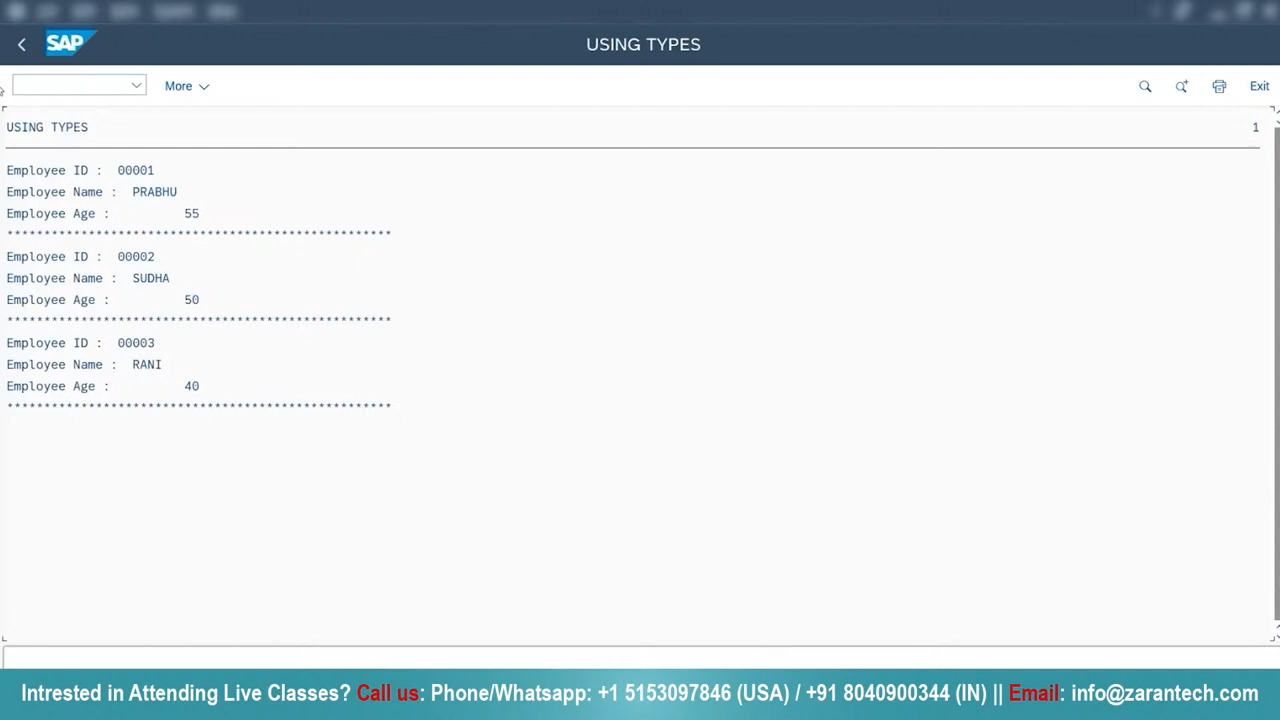 SAP
USING TYPES
More
Exit
USING TYPES 1
Employee ID : 00001
Employee Name : PRABHU
Employee Age : 55
****************************************************
Employee ID : 00002
Employee Name : SUDHA
Employee Age : 50
****************************************************
Employee ID : 00003
Employee Name : RANI
Employee Age : 40
****************************************************
Intrested in Attending Live Classes? Call us: Phone/Whatsapp: +1 5153097846 (USA) / +91 8040900344 (IN) || Email: info@zarantech.com